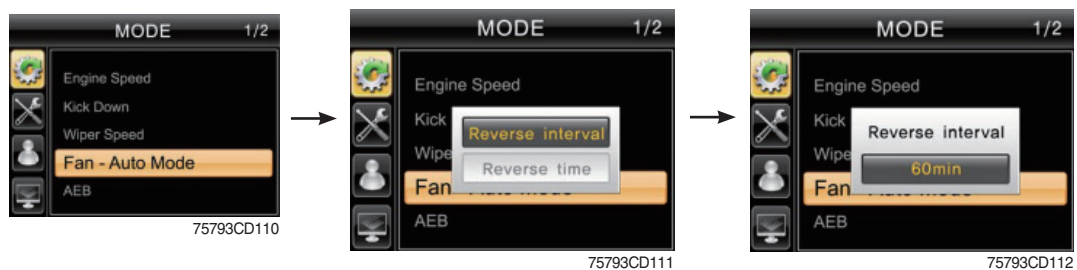 MODE 1/2
Engine Speed
Kick Down
Wiper Speed
Fan - Auto Mode
AEB
75793CD110
MODE 1/2
Engine Speed
Kick
Reverse interval
Wipe
Reverse time
Fan
AEB
75793CD111
MODE 1/2
Engine Speed
Kick
Reverse interval
Wipe
60min
Fan
AEB
75793CD112